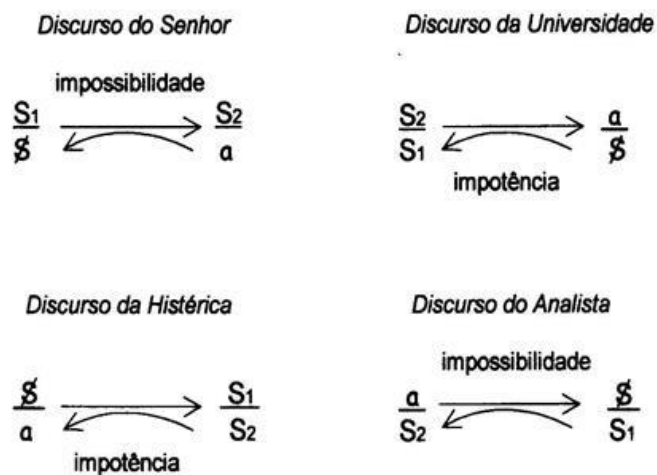 Discurso do Senhor
impossibilidade
S1 S2
$ a
Discurso da Universidade
S2 a
S1 $
impotência
Discurso da Histérica
$ S1
a S2
impotência
Discurso do Analista
impossibilidade
a $
S2 S1